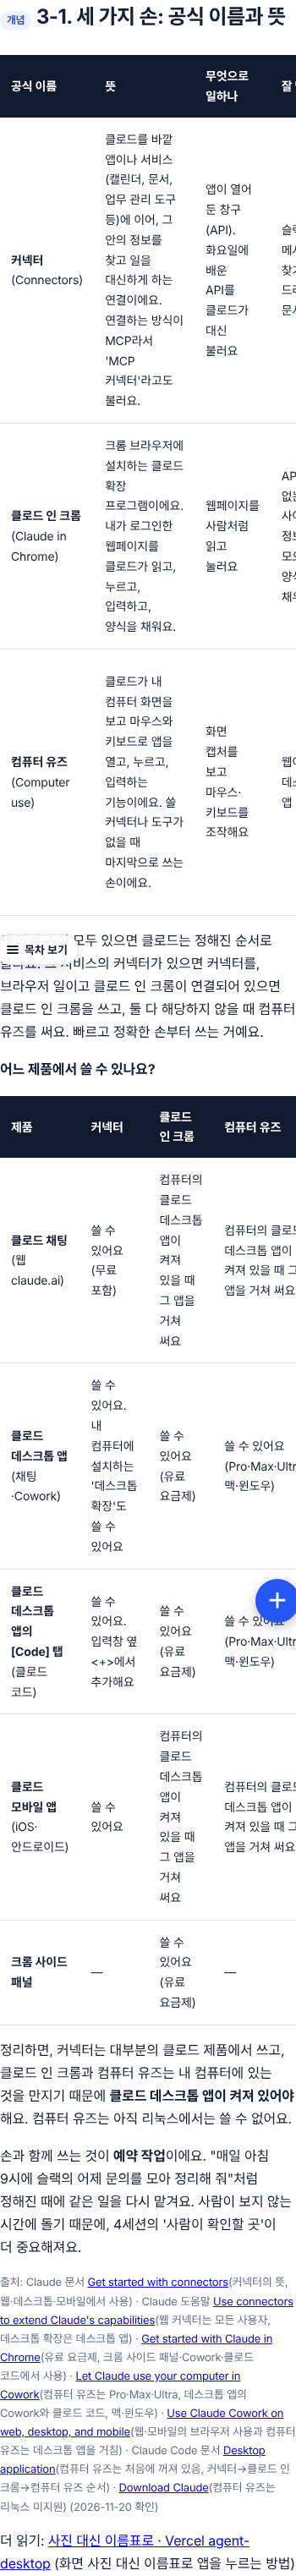 개념
3-1. 세 가지 손: 공식 이름과 뜻
공식 이름
뜻
무엇으로
일하나
잘
커넥터
(Connectors)
클로드를 바깥
앱이나 서비스
(캘린더, 문서,
업무 관리 도구
등)에 이어, 그
안의 정보를
찾고 일을
대신하게 하는
연결이에요.
연결하는 방식이
MCP라서
'MCP
커넥터'라고도
불러요.
앱이 열어
둔 창구
(API).
화요일에
배운
API를
클로드가
대신
불러요
슬랙
메시
찾기
드라
문서
클로드 인 크롬
(Claude in
Chrome)
크롬 브라우저에
설치하는 클로드
확장
프로그램이에요.
내가 로그인한
웹페이지를
클로드가 읽고,
누르고,
입력하고,
양식을 채워요.
웹페이지를
사람처럼
읽고
눌러요
AP
없는
사이
정보
모으
양식
채우
컴퓨터 유즈
(Computer
use)
클로드가 내
컴퓨터 화면을
보고 마우스와
키보드로 앱을
열고, 누르고,
입력하는
기능이에요. 쓸
커넥터나 도구가
없을 때
마지막으로 쓰는
손이에요.
화면
캡처를
보고
마우스·
키보드를
조작해요
웹이
데스
앱
목차 보기
모두 있으면 클로드는 정해진 순서로
서비스의 커넥터가 있으면 커넥터를,
브라우저 일이고 클로드 인 크롬이 연결되어 있으면
클로드 인 크롬을 쓰고, 둘 다 해당하지 않을 때 컴퓨터
유즈를 써요. 빠르고 정확한 손부터 쓰는 거예요.
어느 제품에서 쓸 수 있나요?
제품
커넥터
클로드
인 크롬
컴퓨터 유즈
클로드 채팅
(웹
claude.ai)
쓸 수
있어요
(무료
포함)
컴퓨터의
클로드
데스크톱
앱이
켜져
있을 때
그 앱을
거쳐
써요
컴퓨터의 클로드
데스크톱 앱이
켜져 있을 때 그
앱을 거쳐 써요
클로드
데스크톱 앱
(채팅
·Cowork)
쓸 수
있어요.
내
컴퓨터에
설치하는
'데스크톱
확장'도
쓸 수
있어요
쓸 수
있어요
(유료
요금제)
쓸 수 있어요
(Pro·Max·Ultr
맥·윈도우)
클로드
데스크톱
앱의
[Code] 탭
(클로드
코드)
쓸 수
있어요.
입력창 옆
<+>에서
추가해요
쓸 수
있어요
(유료
요금제)
쓸 수 있어요
(Pro·Max·Ultr
맥·윈도우)
클로드
모바일 앱
(iOS·
안드로이드)
쓸 수
있어요
컴퓨터의
클로드
데스크톱
앱이
켜져
있을 때
그 앱을
거쳐
써요
컴퓨터의 클로드
데스크톱 앱이
켜져 있을 때 그
앱을 거쳐 써요
크롬 사이드
패널
—
쓸 수
있어요
(유료
요금제)
—
정리하면, 커넥터는 대부분의 클로드 제품에서 쓰고,
클로드 인 크롬과 컴퓨터 유즈는 내 컴퓨터에 있는
것을 만지기 때문에 클로드 데스크톱 앱이 켜져 있어야
해요. 컴퓨터 유즈는 아직 리눅스에서는 쓸 수 없어요.
손과 함께 쓰는 것이 예약 작업이에요. "매일 아침
9시에 슬랙의 어제 문의를 모아 정리해 줘"처럼
정해진 때에 같은 일을 다시 맡겨요. 사람이 보지 않는
시간에 돌기 때문에, 4세션의 '사람이 확인할 곳'이
더 중요해져요.
출처: Claude 문서 Get started with connectors(커넥터의 뜻,
웹·데스크톱·모바일에서 사용) · Claude 도움말 Use connectors
to extend Claude's capabilities(웹 커넥터는 모든 사용자,
데스크톱 확장은 데스크톱 앱) · Get started with Claude in
Chrome(유료 요금제, 크롬 사이드 패널·Cowork·클로드
코드에서 사용) · Let Claude use your computer in
Cowork(컴퓨터 유즈는 Pro·Max·Ultra, 데스크톱 앱의
Cowork와 클로드 코드, 맥·윈도우) · Use Claude Cowork on
web, desktop, and mobile(웹·모바일의 브라우저 사용과 컴퓨터
유즈는 데스크톱 앱을 거침) · Claude Code 문서 Desktop
application(컴퓨터 유즈는 처음에 꺼져 있음, 커넥터→클로드 인
크롬→컴퓨터 유즈 순서) · Download Claude(컴퓨터 유즈는
리눅스 미지원) (2026-11-20 확인)
더 읽기: 사진 대신 이름표로 · Vercel agent-
desktop (화면 사진 대신 이름표로 앱을 누르는 방법)